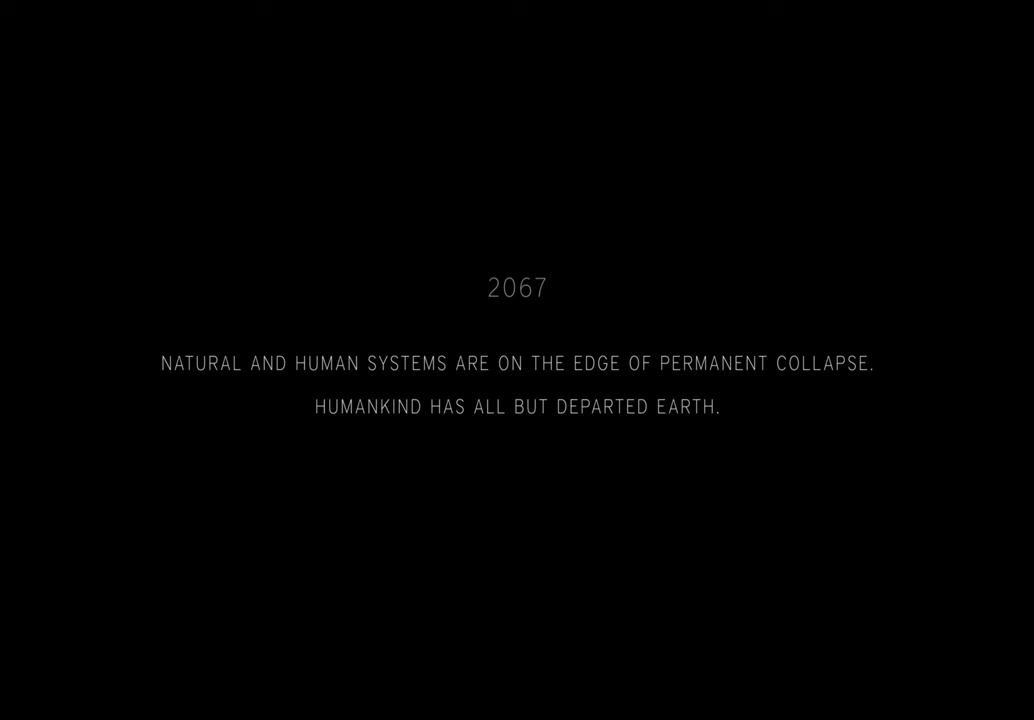 2067
NATURAL AND HUMAN SYSTEMS ARE ON THE EDGE OF PERMANENT COLLAPSE.
HUMANKIND HAS ALL BUT DEPARTED EARTH.